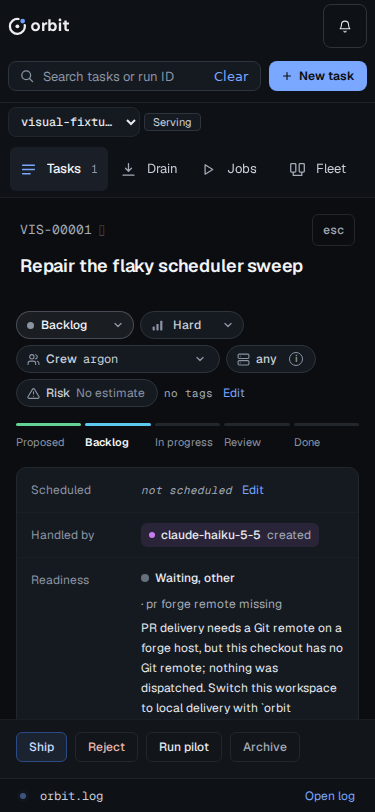 orbit
Search tasks or run ID Clear
+ New task
visual-fixtu… Serving
Tasks 1 Drain Jobs Fleet
VIS-00001
esc
Repair the flaky scheduler sweep
Backlog Hard
Crew argon any
Risk No estimate no tags Edit
Proposed Backlog In progress Review Done
Scheduled not scheduled Edit
Handled by claude-haiku-5-5 created
Readiness Waiting, other
· pr forge remote missing
PR delivery needs a Git remote on a
forge host, but this checkout has no
Git remote; nothing was
dispatched. Switch this workspace
to local delivery with `orbit
Ship Reject Run pilot Archive
orbit.log Open log